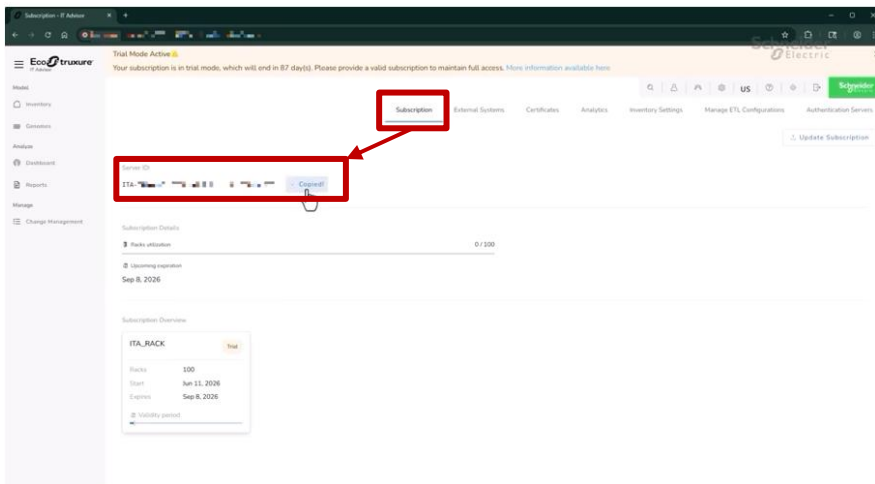 Subscription - IT Advisor
Trial Mode Active
Your subscription is in trial mode, which will end in 87 day(s). Please provide a valid subscription to maintain full access. More information available here
EcoStruxure
IT Advisor
Schneider Electric
US
Schneider
Subscription
External Systems
Certificates
Analytics
Inventory Settings
Manage ETL Configurations
Authentication Servers
Update Subscription
Model
Inventory
Genomes
Analyze
Dashboard
Reports
Manage
Change Management
Server ID
ITA-
Copied!
Subscription Details
Racks utilization
0 / 100
Upcoming expiration
Sep 8, 2026
Subscription Overview
ITA_RACK
Trial
Racks 100
Start Jun 11, 2026
Expires Sep 8, 2026
Validity period